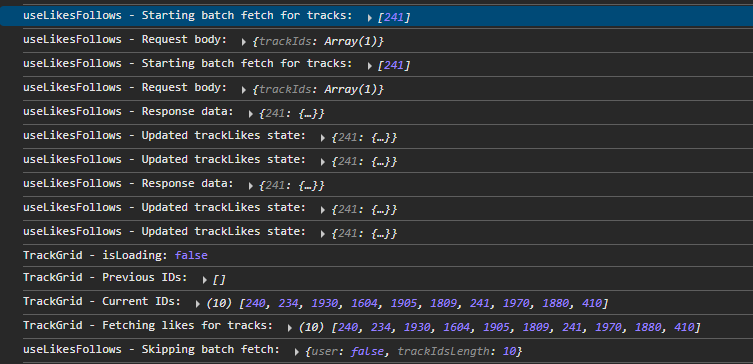 useLikesFollows - Starting batch fetch for tracks: ▶ [241]
useLikesFollows - Request body: ▶ {trackIds: Array(1)}
useLikesFollows - Starting batch fetch for tracks: ▶ [241]
useLikesFollows - Request body: ▶ {trackIds: Array(1)}
useLikesFollows - Response data: ▶ {241: {…}}
useLikesFollows - Updated trackLikes state: ▶ {241: {…}}
useLikesFollows - Updated trackLikes state: ▶ {241: {…}}
useLikesFollows - Response data: ▶ {241: {…}}
useLikesFollows - Updated trackLikes state: ▶ {241: {…}}
useLikesFollows - Updated trackLikes state: ▶ {241: {…}}
TrackGrid - isLoading: false
TrackGrid - Previous IDs: ▶ []
TrackGrid - Current IDs: ▶ (10) [240, 234, 1930, 1604, 1905, 1809, 241, 1970, 1880, 410]
TrackGrid - Fetching likes for tracks: ▶ (10) [240, 234, 1930, 1604, 1905, 1809, 241, 1970, 1880, 410]
useLikesFollows - Skipping batch fetch: ▶ {user: false, trackIdsLength: 10}